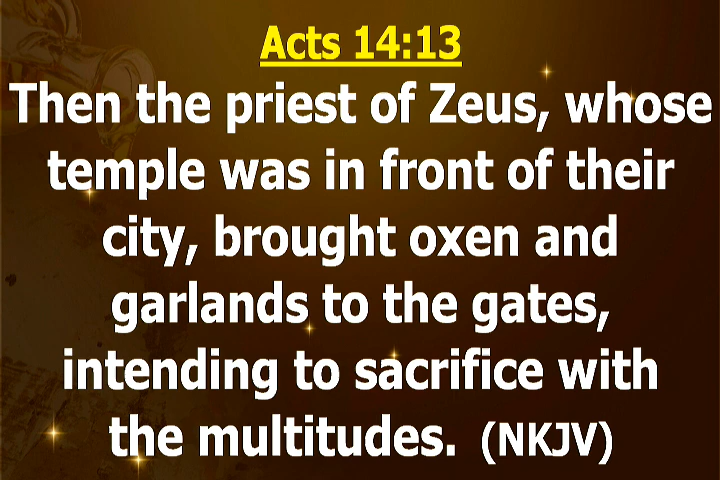 Acts 14:13
Then the priest of Zeus, whose
temple was in front of their
city, brought oxen and
garlands to the gates,
intending to sacrifice with
the multitudes. (NKJV)